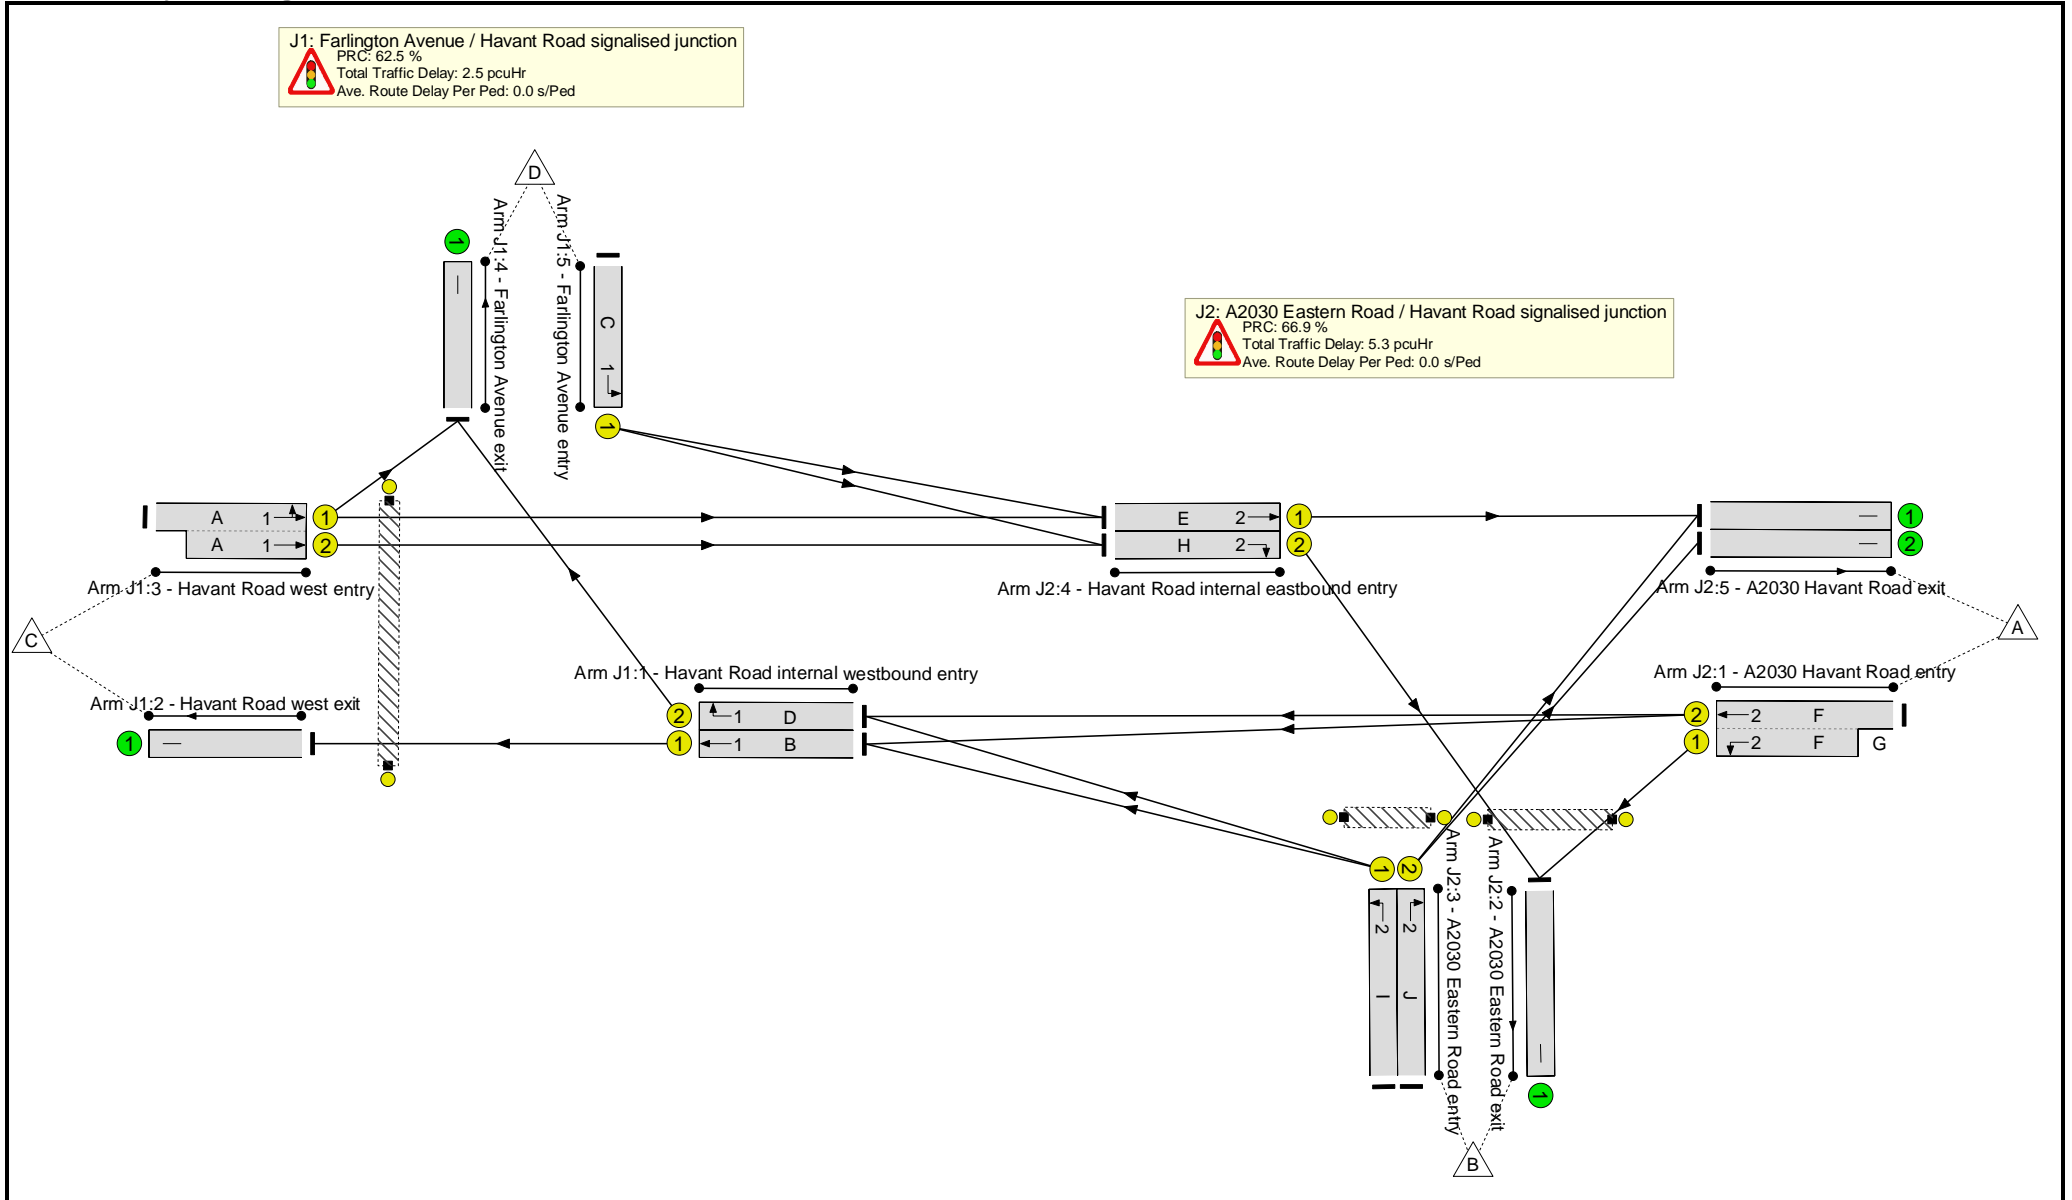 J1: Farlington Avenue / Havant Road signalised junction
PRC: 62.5 %
Total Traffic Delay: 2.5 pcuHr
Ave. Route Delay Per Ped: 0.0 s/Ped
D
1
Arm J1:4 - Farlington Avenue exit
Arm J1:5 - Farlington Avenue entry
C
1
1
J2: A2030 Eastern Road / Havant Road signalised junction
PRC: 66.9 %
Total Traffic Delay: 5.3 pcuHr
Ave. Route Delay Per Ped: 0.0 s/Ped
A 1 1
A 1 2
Arm J1:3 - Havant Road west entry
E 2 1
H 2 2
Arm J2:4 - Havant Road internal eastbound entry
1
2
Arm J2:5 - A2030 Havant Road exit
C
A
Arm J1:1 - Havant Road internal westbound entry
Arm J2:1 - A2030 Havant Road entry
Arm J1:2 - Havant Road west exit
1
2 1 D
1 1 B
2 2 F
1 2 F G
1 2
Arm J2:3 - A2030 Eastern Road entry
Arm J2:2 - A2030 Eastern Road exit
2 2
I J
1
B